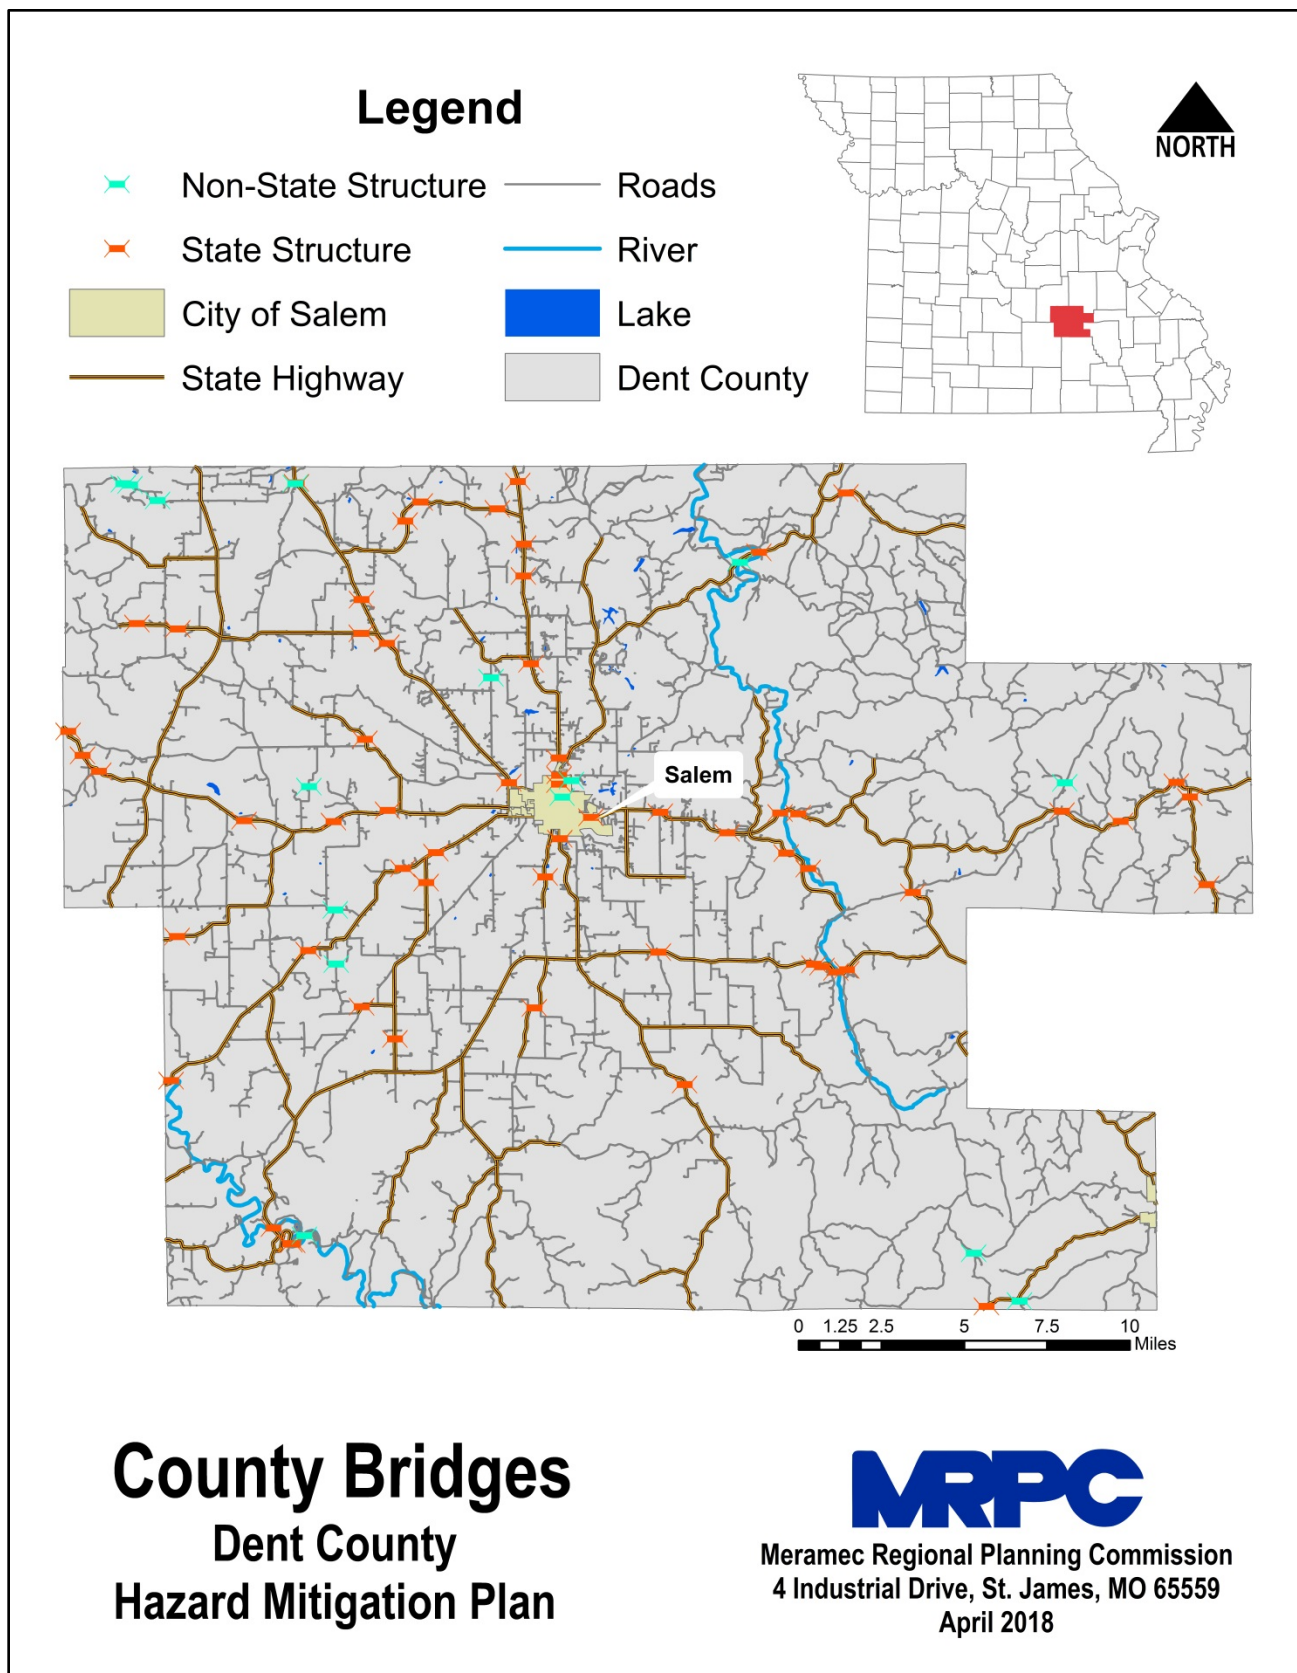 Legend
NORTH
Non-State Structure
Roads
State Structure
River
City of Salem
Lake
State Highway
Dent County
Salem
0 1.25 2.5 5 7.5 10
Miles
County Bridges
Dent County
Hazard Mitigation Plan
MRPC
Meramec Regional Planning Commission
4 Industrial Drive, St. James, MO 65559
April 2018